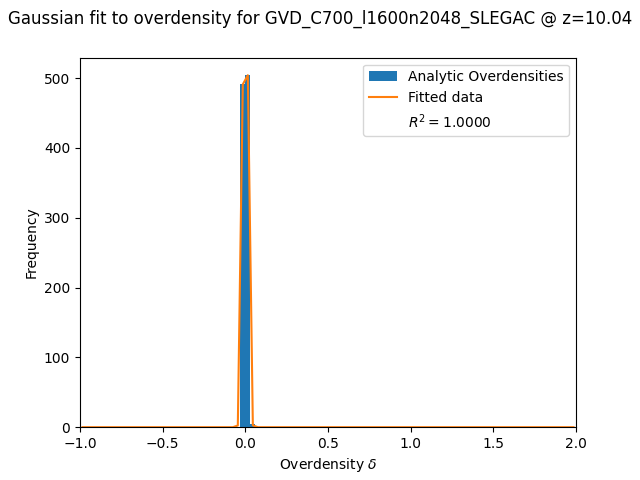 Gaussian fit to overdensity for GVD_C700_l1600n2048_SLEGAC @ z=10.04
Analytic Overdensities
Fitted data
R² = 1.0000
Frequency
500
400
300
200
100
0
−1.0 −0.5 0.0 0.5 1.0 1.5 2.0
Overdensity δ